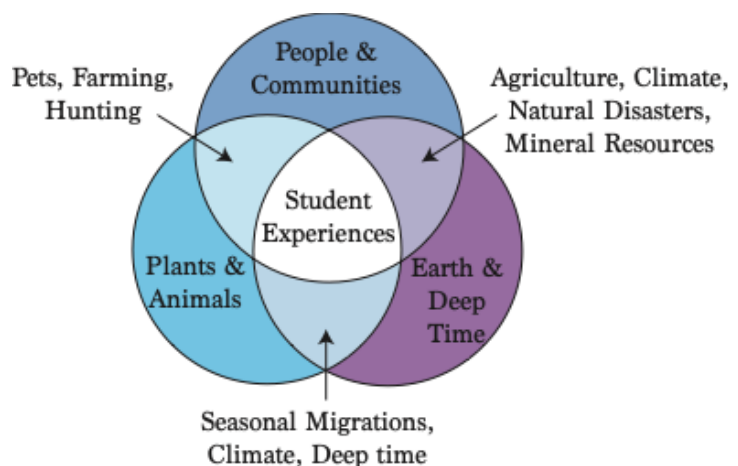 People &
Communities
Pets, Farming,
Hunting
Agriculture, Climate,
Natural Disasters,
Mineral Resources
Student
Experiences
Plants &
Animals
Earth &
Deep
Time
Seasonal Migrations,
Climate, Deep time